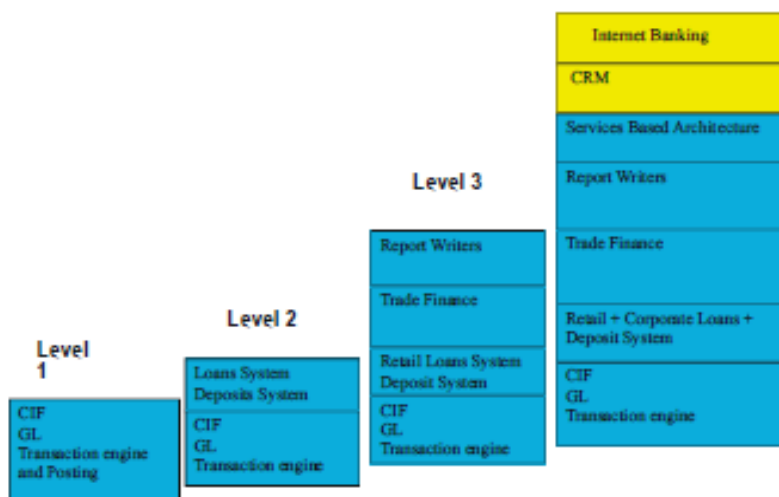 Level
1
CIF
GL
Transaction engine
and Posting
Level 2
Loans System
Deposits System
CIF
GL
Transaction engine
Level 3
Report Writers
Trade Finance
Retail Loans System
Deposit System
CIF
GL
Transaction engine
Internet Banking
CRM
Services Based Architecture
Report Writers
Trade Finance
Retail + Corporate Loans +
Deposit System
CIF
GL
Transaction engine